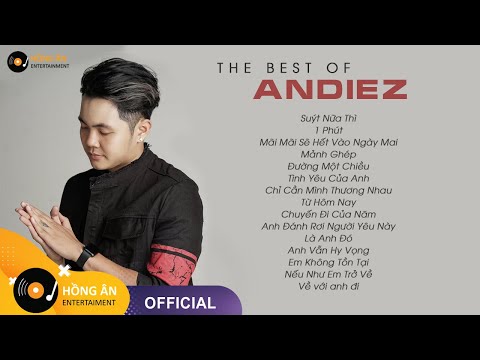 HỒNG ÂN
ENTERTAINMENT
THE BEST OF
ANDIEZ
Suýt Nữa Thì
1 Phút
Mãi Mãi Sẽ Hết Vào Ngày Mai
Mảnh Ghép
Đường Một Chiều
Tình Yêu Của Anh
Chỉ Cần Mình Thương Nhau
Từ Hôm Nay
Chuyến Đi Của Năm
Anh Đánh Rơi Người Yêu Này
Là Anh Đó
Anh Vẫn Hy Vọng
Em Không Tồn Tại
Nếu Như Em Trở Về
Về với anh đi
HỒNG ÂN
ENTERTAIMENT
OFFICIAL